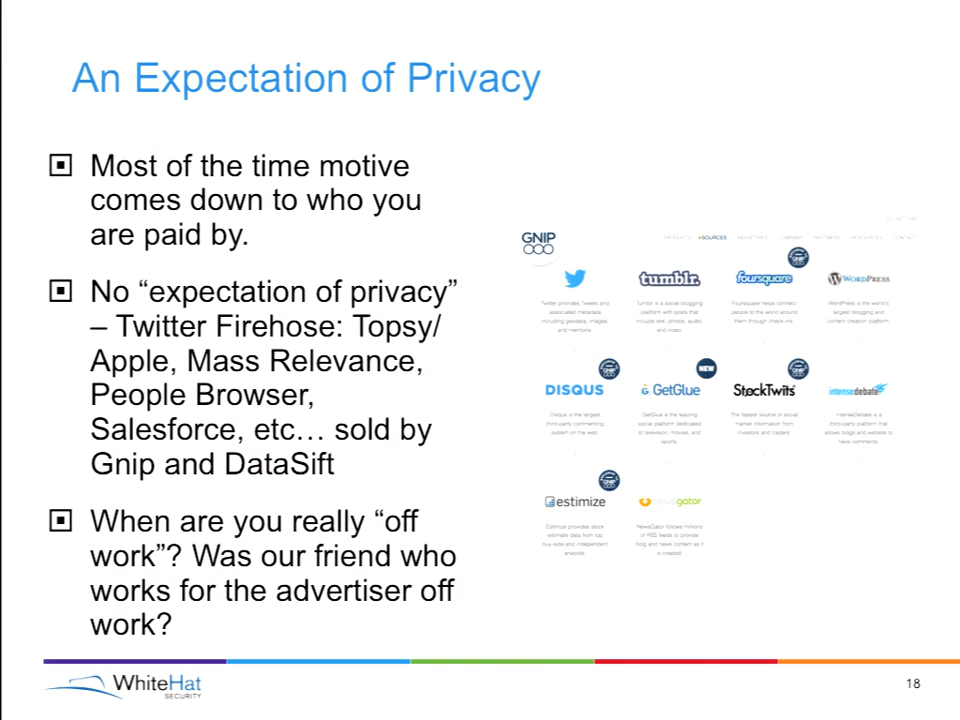 An Expectation of Privacy
Most of the time motive
comes down to who you
are paid by.
No “expectation of privacy”
– Twitter Firehose: Topsy/
Apple, Mass Relevance,
People Browser,
Salesforce, etc… sold by
Gnip and DataSift
When are you really “off
work”? Was our friend who
works for the advertiser off
work?
GNIP
PRODUCTS SOURCES INDUSTRIES COMPANY PARTNERS RESOURCES CONTACT
tumblr. foursquare WORDPRESS
Twitter provides Tweets and
associated metadata
including geodata, images,
and mentions.
Tumblr is a social blogging
platform with posts that
include text, photos, audio,
and video.
Foursquare helps connect
people to the world around
them through check-ins.
WordPress is the world's
largest blogging and
content creation platform.
NEW
DISQUS GetGlue StockTwits intensedebate
Disqus is the largest
third-party commenting
system on the web.
GetGlue is the leading
social platform dedicated
to television, movies, and
sports.
The fastest source of social
market information from
investors and traders.
IntenseDebate is a
third-party platform that
allows blogs and website to
have comments.
estimize newsgator
Estimize provides stock
estimate data from top
buy-side and independent
analysts.
NewsGator follows millions
of RSS feeds to provide
blog and news content as it
is created.
WhiteHat
SECURITY
18